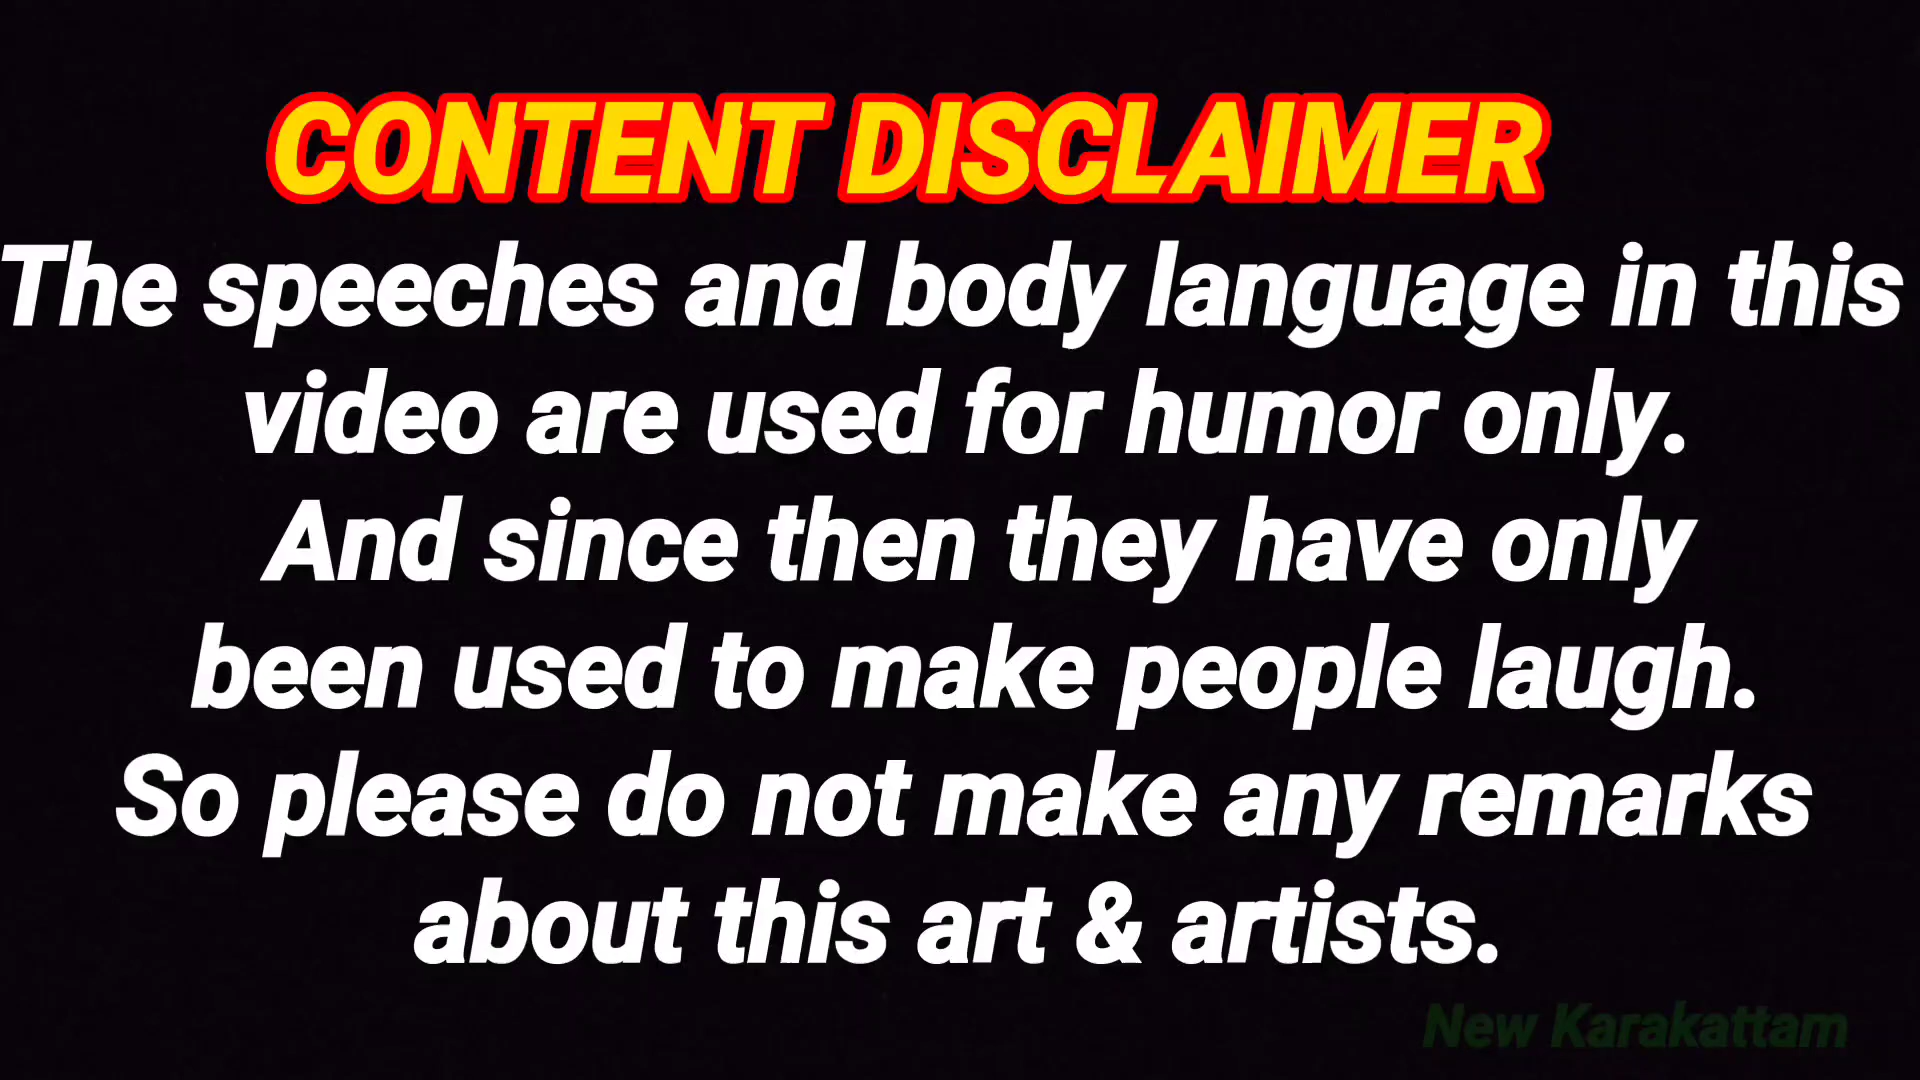 CONTENT DISCLAIMER
The speeches and body language in this
video are used for humor only.
And since then they have only
been used to make people laugh.
So please do not make any remarks
about this art & artists.
New Karakattam